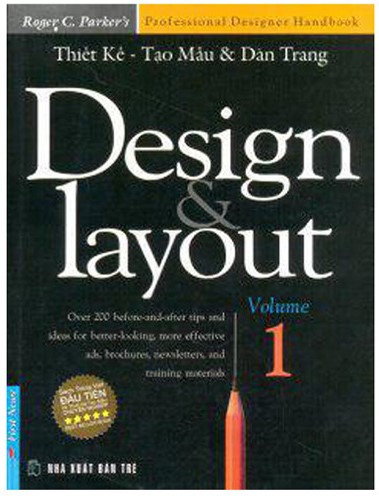 Roger C. Parker's Professional Designer Handbook
Thiết Kế - Tạo Mẫu & Dàn Trang
Design
&
layout
Volume
1
Over 200 before-and-after tips and
ideas for better-looking, more effective
ads, brochures, newsletters, and
training materials
ĐẦU TIÊN
First News
NHÀ XUẤT BẢN TRẺ